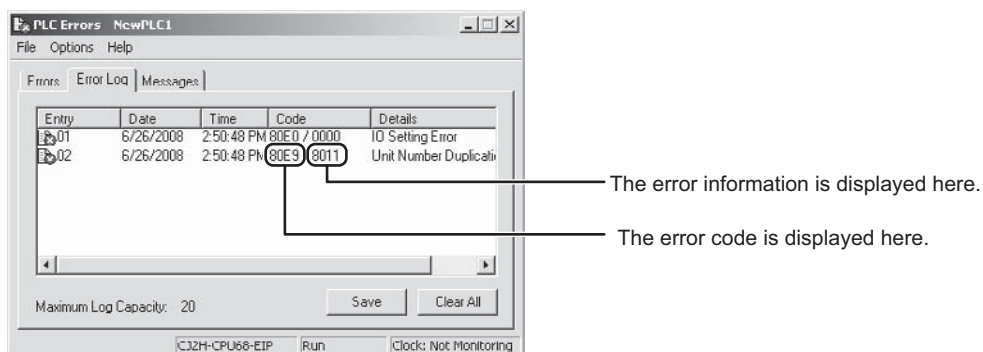 PLC Errors NewPLC1
File Options Help
Errors Error Log Messages
Entry Date Time Code Details
01 6/26/2008 2:50:48 PM 80E0 / 0000 IO Setting Error
02 6/26/2008 2:50:48 PM 80E9 8011 Unit Number Duplicati
The error information is displayed here.
The error code is displayed here.
Maximum Log Capacity: 20 Save Clear All
CJ2H-CPU68-EIP Run Clock: Not Monitoring